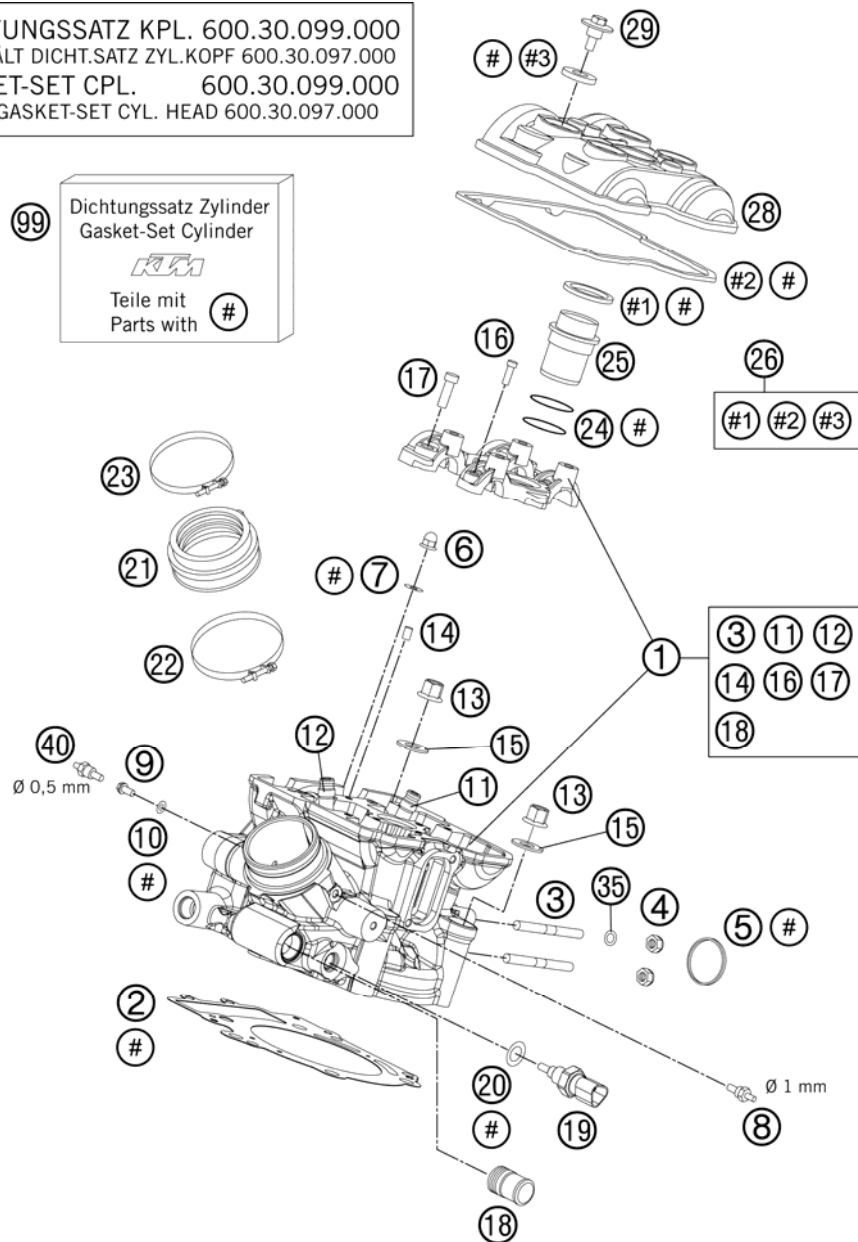 TUNGSSATZ KPL. 600.30.099.000
ÄLT DICHT.SATZ ZYL.KOPF 600.30.097.000
ET-SET CPL. 600.30.099.000
GASKET-SET CYL. HEAD 600.30.097.000
29
# #3
28
99
Dichtungssatz Zylinder
Gasket-Set Cylinder
KTM
Teile mit
Parts with #
#2 #
#1 #
16
25
26
17
#1 #2 #3
24 #
23
21
6
# 7
14
1
3 11 12
14 16 17
18
22
13
40
9
12
15
11
13
Ø 0,5 mm
10
#
15
3
35
4
5 #
2
#
20
#
19
Ø 1 mm
8
18